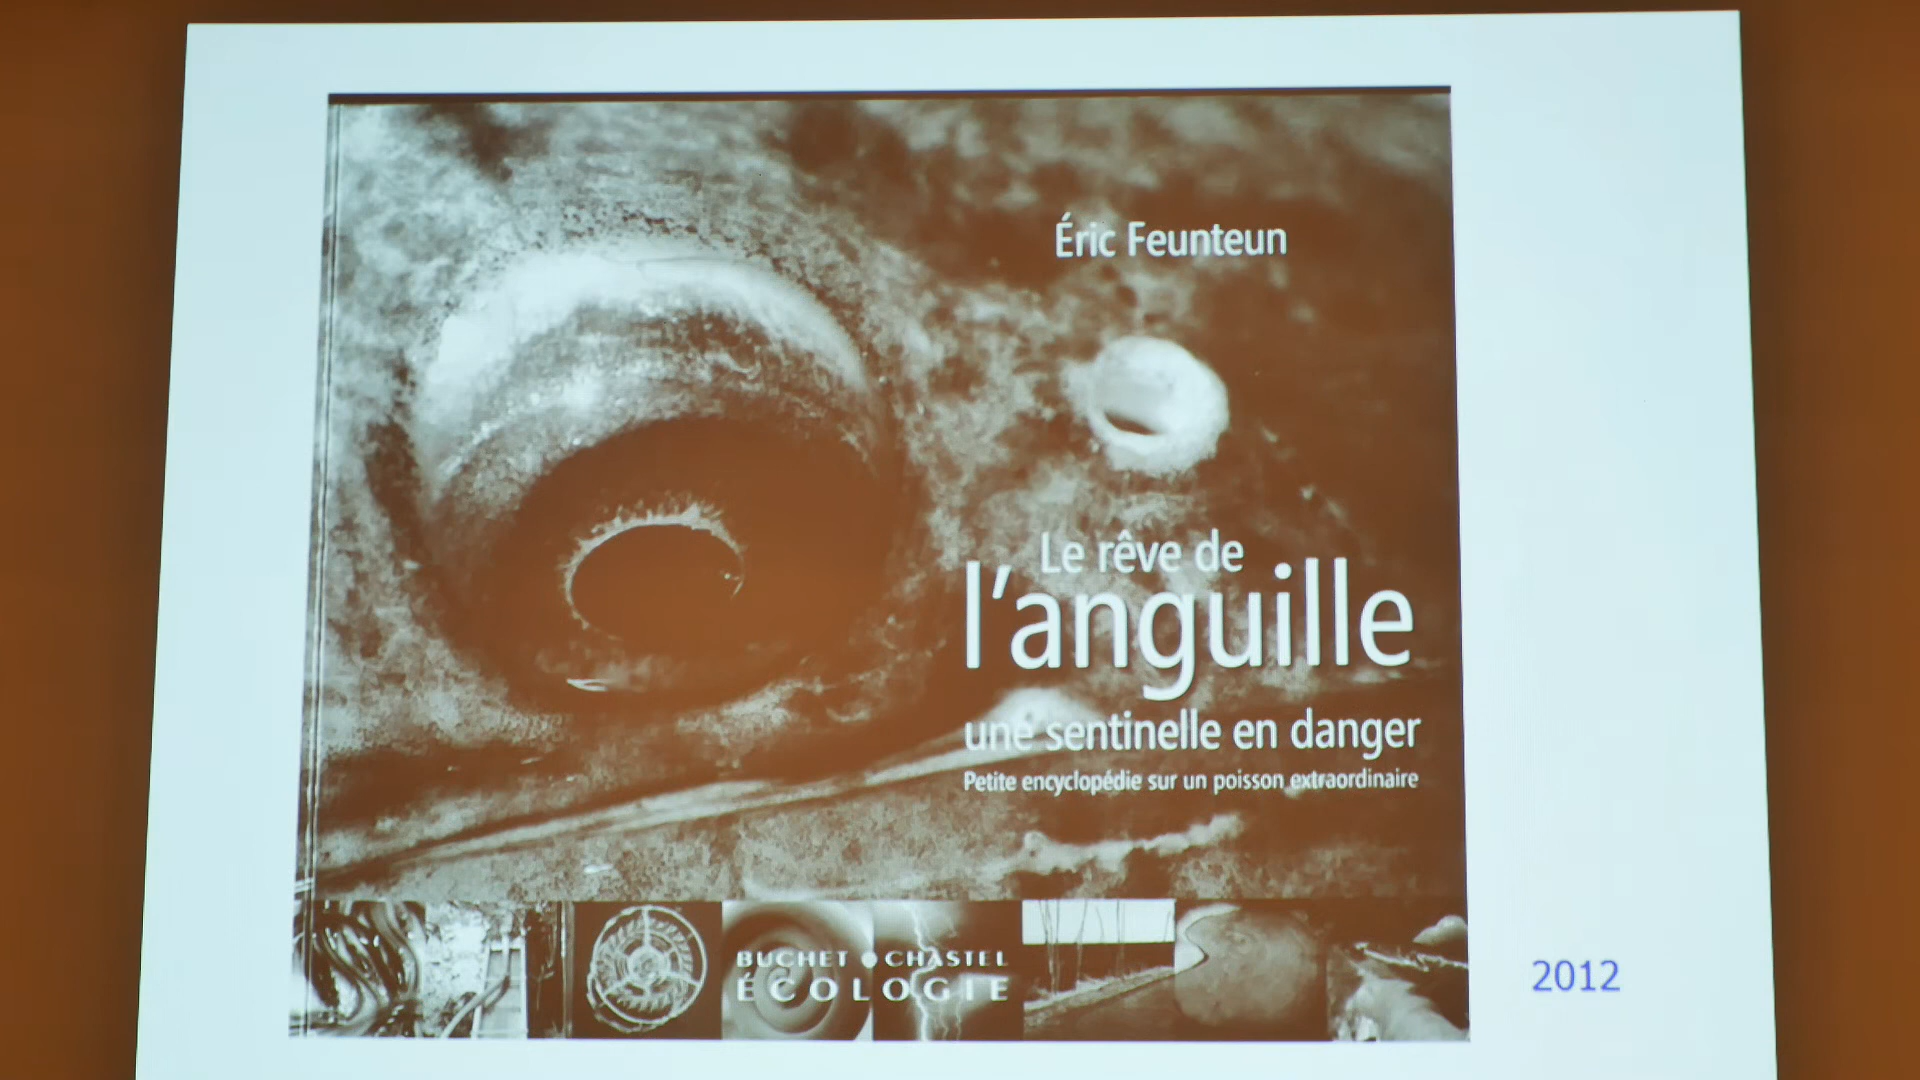 Éric Feunteun
Le rêve de
l'anguille
une sentinelle en danger
Petite encyclopédie sur un poisson extraordinaire
BUCHET CHASTEL
ÉCOLOGIE
2012